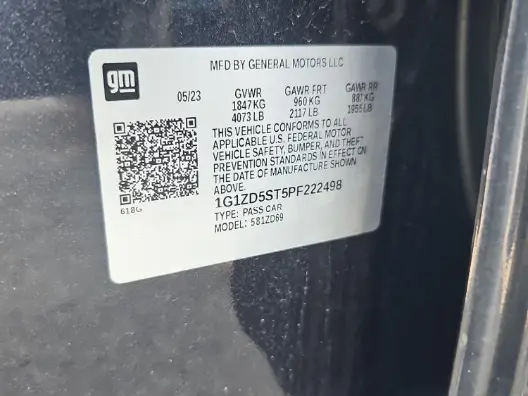 gm
MFD BY GENERAL MOTORS LLC
05/23
GVWR GAWR FRT GAWR RR
1847 KG 960 KG 887 KG
4073 LB 2117 LB 1955 LB
THIS VEHICLE CONFORMS TO ALL
APPLICABLE U.S. FEDERAL MOTOR
VEHICLE SAFETY, BUMPER, AND THEFT
PREVENTION STANDARDS IN EFFECT ON
THE DATE OF MANUFACTURE SHOWN
ABOVE.
1G1ZD5ST5PF222498
TYPE: PASS CAR
MODEL: 581ZD69
618G